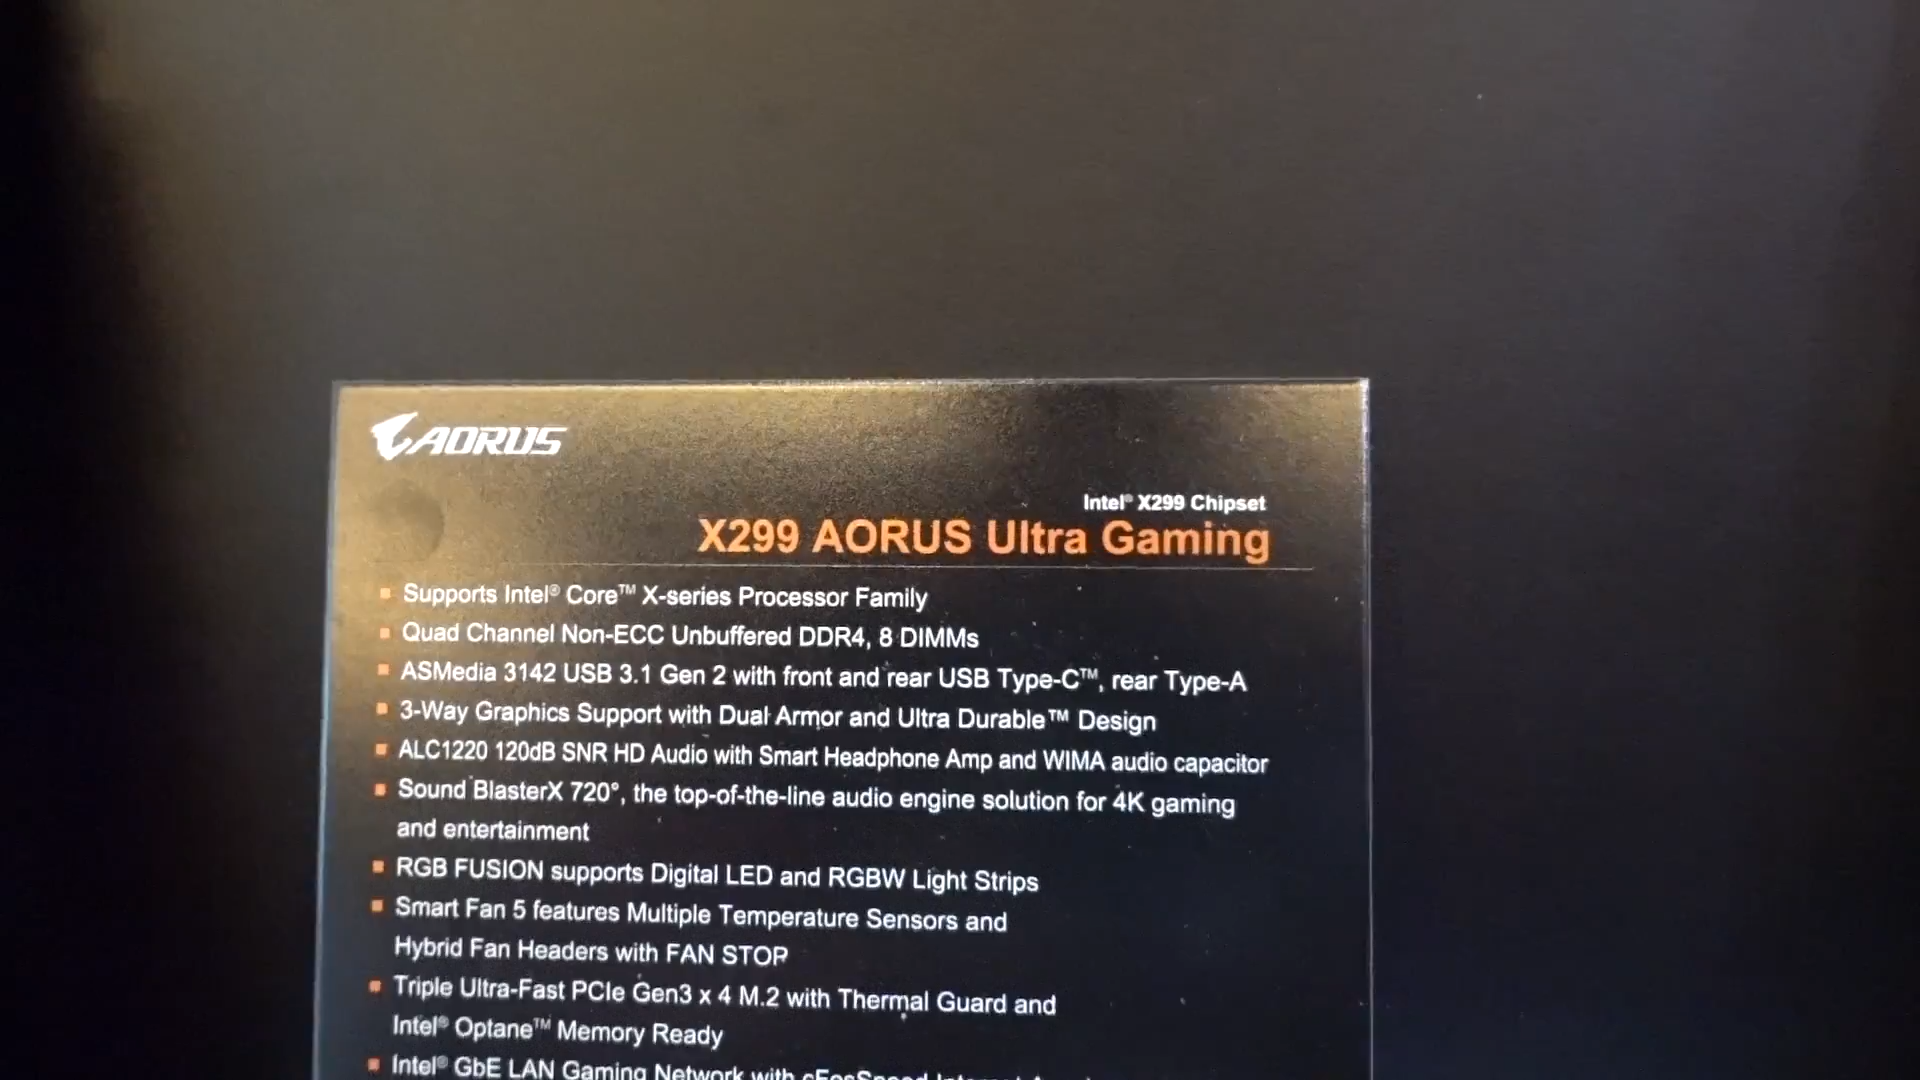 AORUS
Intel® X299 Chipset
X299 AORUS Ultra Gaming
Supports Intel® Core™ X-series Processor Family
Quad Channel Non-ECC Unbuffered DDR4, 8 DIMMs
ASMedia 3142 USB 3.1 Gen 2 with front and rear USB Type-C™, rear Type-A
3-Way Graphics Support with Dual Armor and Ultra Durable™ Design
ALC1220 120dB SNR HD Audio with Smart Headphone Amp and WIMA audio capacitor
Sound BlasterX 720°, the top-of-the-line audio engine solution for 4K gaming
and entertainment
RGB FUSION supports Digital LED and RGBW Light Strips
Smart Fan 5 features Multiple Temperature Sensors and
Hybrid Fan Headers with FAN STOP
Triple Ultra-Fast PCIe Gen3 x 4 M.2 with Thermal Guard and
Intel® Optane™ Memory Ready
Intel® GbE LAN Gaming Network with cFosSpeed